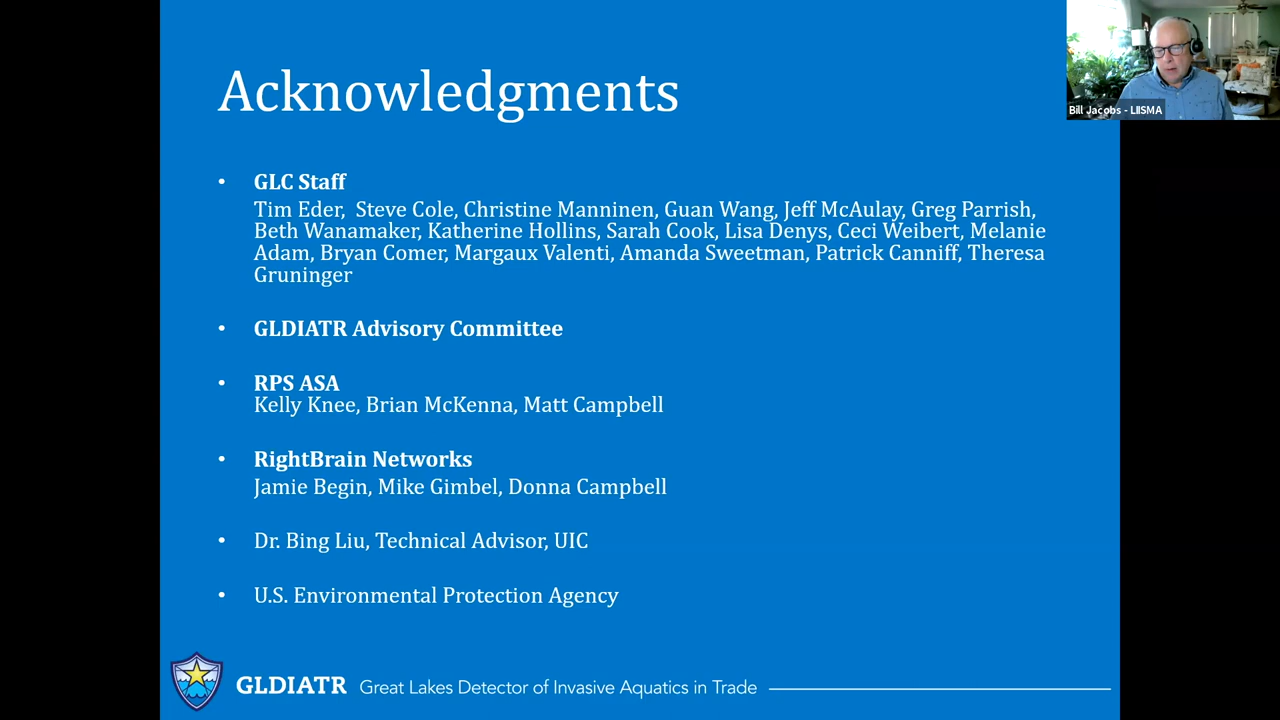 Acknowledgments
Bill Jacobs - LIISMA
• GLC Staff
Tim Eder, Steve Cole, Christine Manninen, Guan Wang, Jeff McAulay, Greg Parrish,
Beth Wanamaker, Katherine Hollins, Sarah Cook, Lisa Denys, Ceci Weibert, Melanie
Adam, Bryan Comer, Margaux Valenti, Amanda Sweetman, Patrick Canniff, Theresa
Gruninger
• GLDIATR Advisory Committee
• RPS ASA
Kelly Knee, Brian McKenna, Matt Campbell
• RightBrain Networks
Jamie Begin, Mike Gimbel, Donna Campbell
• Dr. Bing Liu, Technical Advisor, UIC
• U.S. Environmental Protection Agency
GLDIATR Great Lakes Detector of Invasive Aquatics in Trade